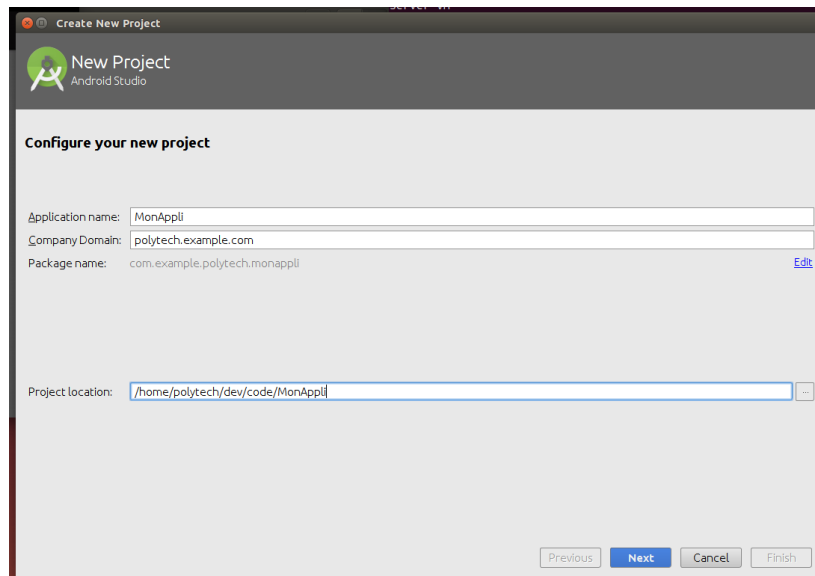 Create New Project
New Project
Android Studio
Configure your new project
Application name: MonAppli
Company Domain: polytech.example.com
Package name: com.example.polytech.monappli Edit
Project location: /home/polytech/dev/code/MonAppli ...
Previous Next Cancel Finish